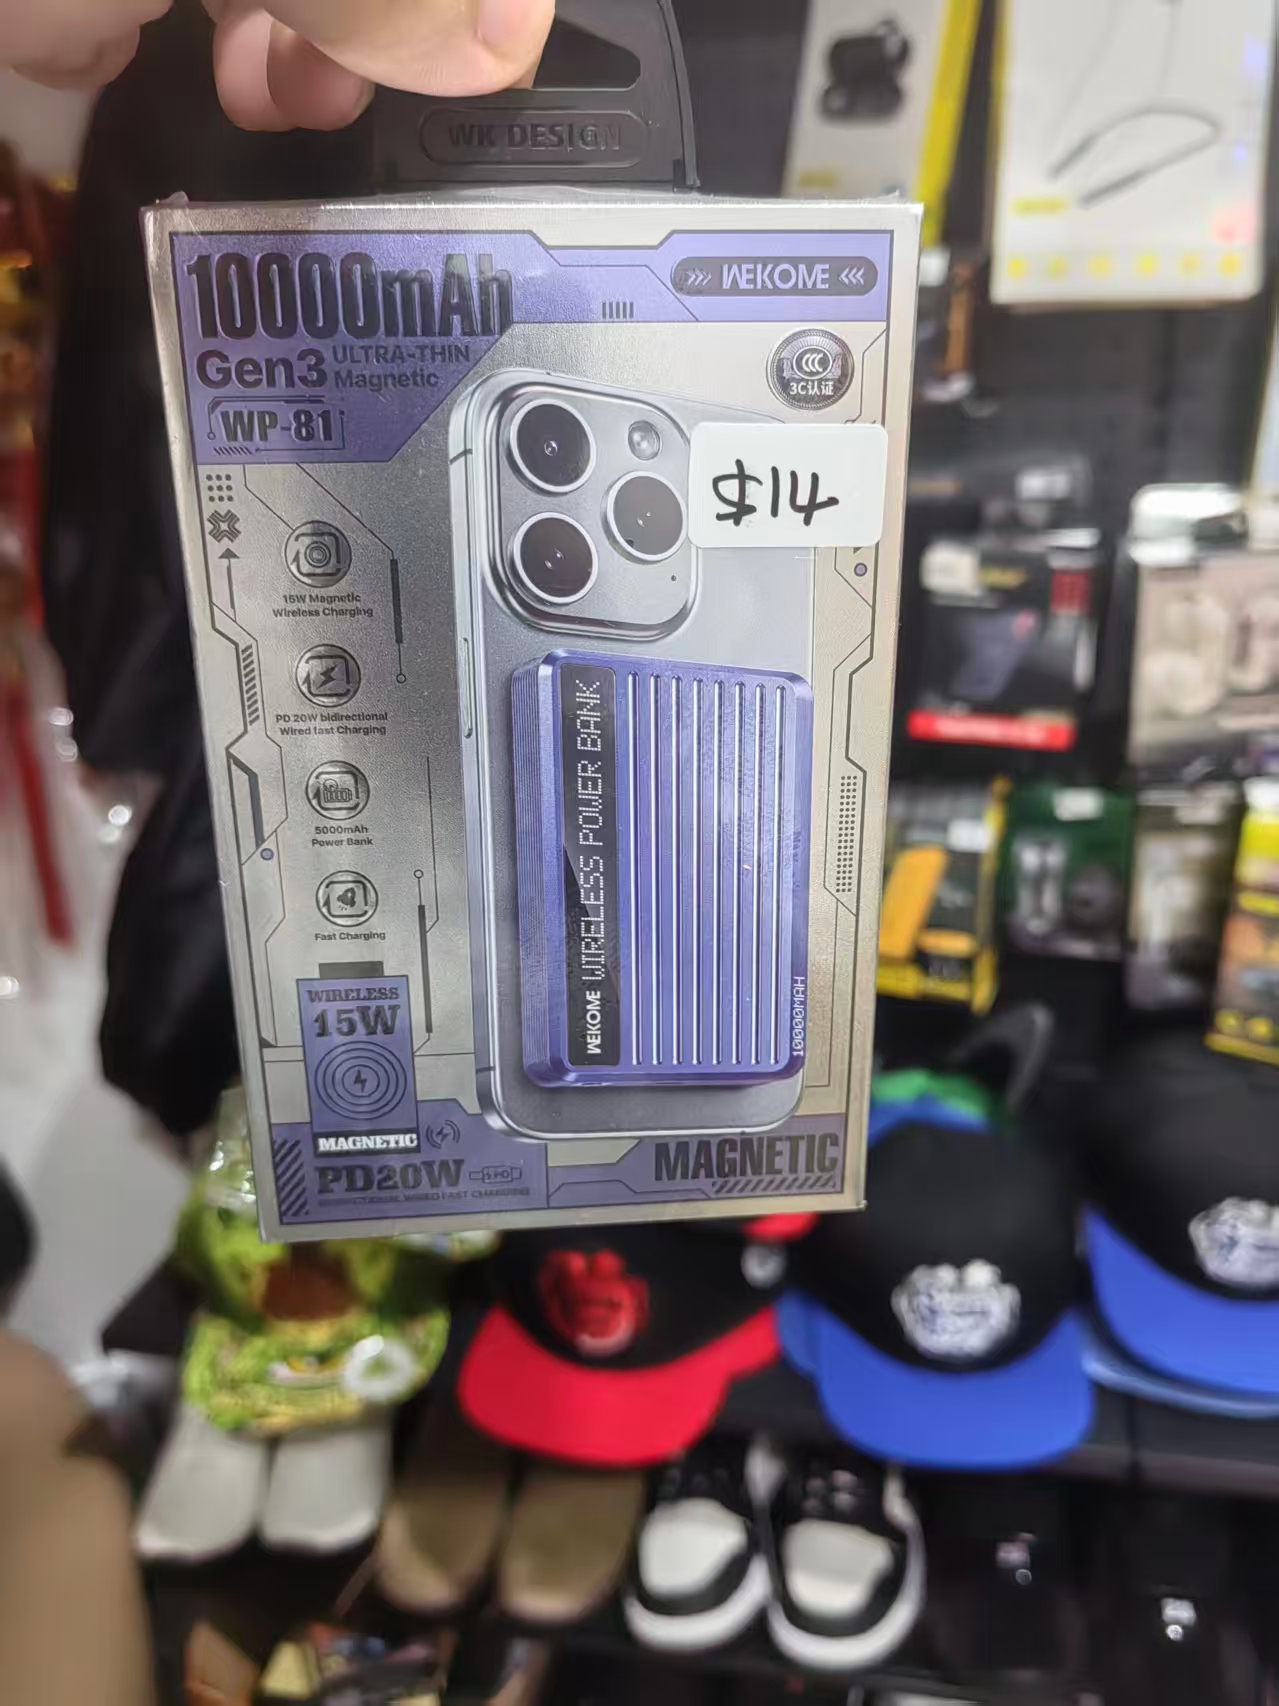 WK DESIGN
10000mAh
WEKOME
Gen3 ULTRA-THIN
Magnetic
WP-81
3C认证
$14
15W Magnetic
Wireless Charging
PD 20W bidirectional
Wired fast Charging
5000mAh
Power Bank
Fast Charging
WEKOME WIRELESS POWER BANK
10000MAH
WIRELESS
15W
MAGNETIC
PD20W
MAGNETIC